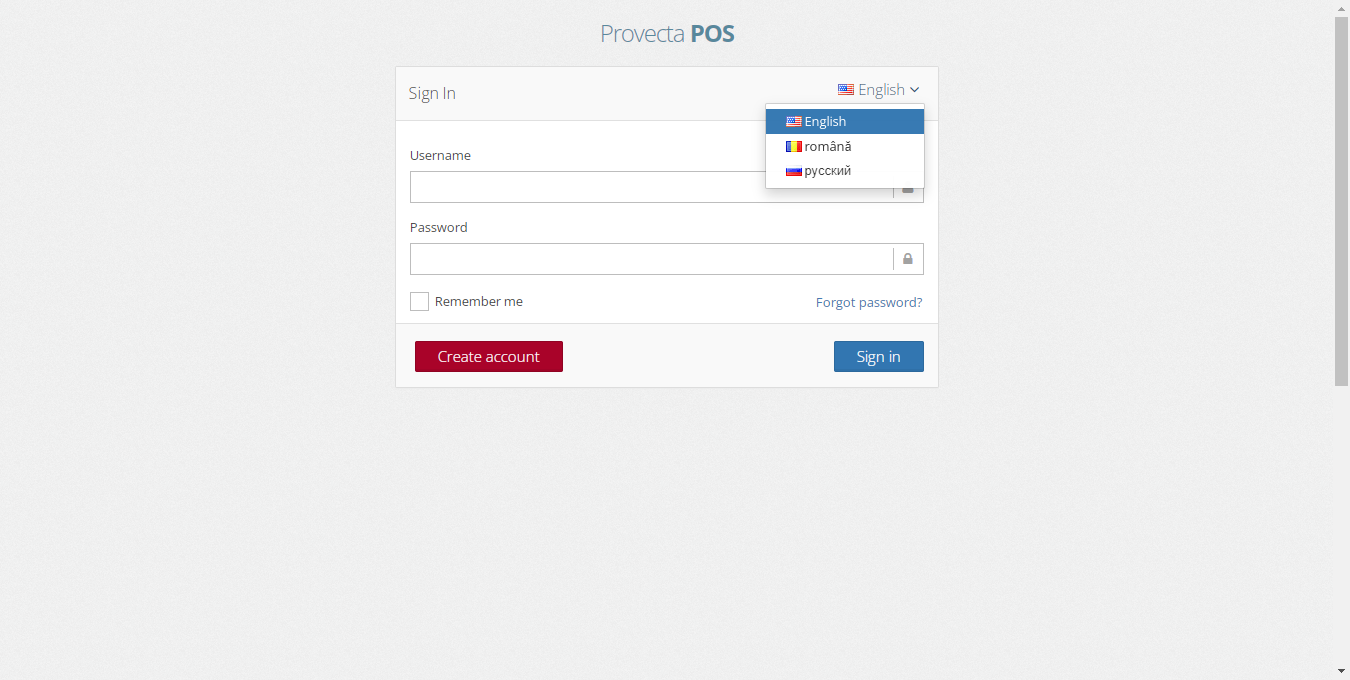 Provecta POS
Sign In
English
English
română
русский
Username
Password
Remember me
Forgot password?
Create account
Sign in